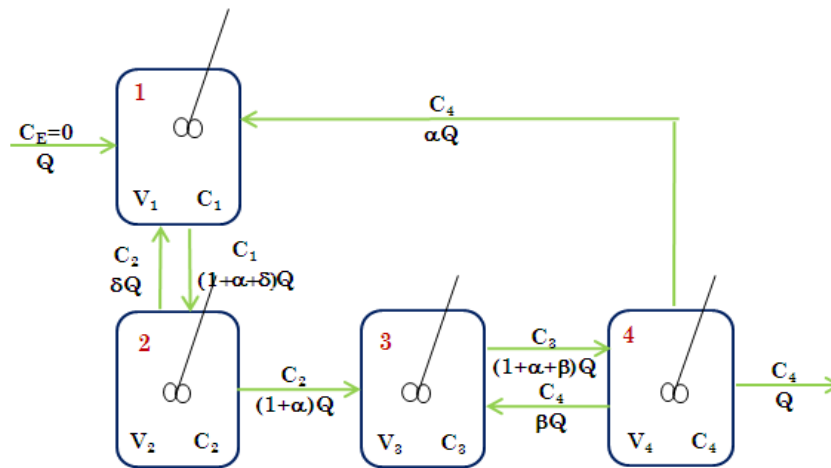 1
C_E=0
Q
C₄
αQ
V₁ C₁
C₂
δQ
C₁
(1+α+δ)Q
2
C₂
(1+α)Q
V₂ C₂
3
C₃
(1+α+β)Q
C₄
βQ
V₃ C₃
4
C₄
Q
V₄ C₄